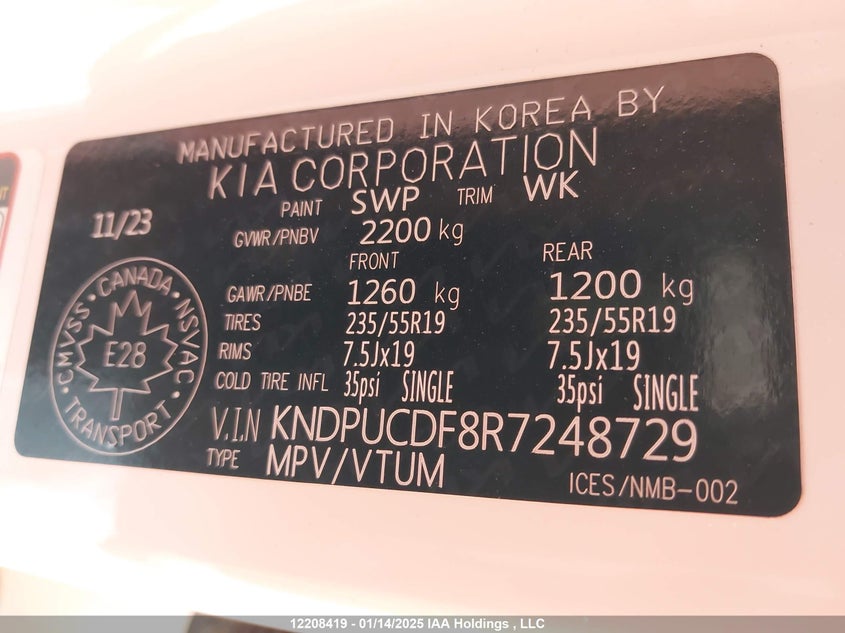 MANUFACTURED IN KOREA BY
KIA CORPORATION
11/23
PAINT SWP TRIM WK
GVWR/PNBV 2200 kg
FRONT REAR
GAWR/PNBE 1260 kg 1200 kg
TIRES 235/55R19 235/55R19
RIMS 7.5Jx19 7.5Jx19
COLD TIRE INFL 35psi SINGLE 35psi SINGLE
V.I.N KNDPUCDF8R7248729
TYPE MPV/VTUM
ICES/NMB-002
CMVSS • CANADA • NSVAC • TRANSPORT •
E28
12208419 - 01/14/2025 IAA Holdings , LLC